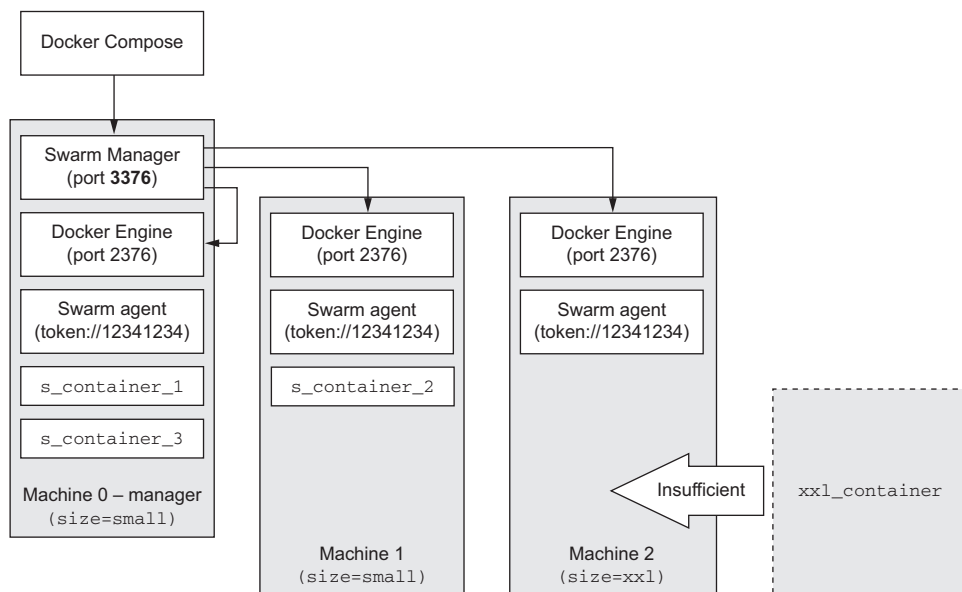 Docker Compose
Swarm Manager
(port 3376)
Docker Engine
(port 2376)
Swarm agent
(token://12341234)
s_container_1
s_container_3
Machine 0 – manager
(size=small)
Docker Engine
(port 2376)
Swarm agent
(token://12341234)
s_container_2
Machine 1
(size=small)
Docker Engine
(port 2376)
Swarm agent
(token://12341234)
Machine 2
(size=xxl)
Insufficient
xxl_container